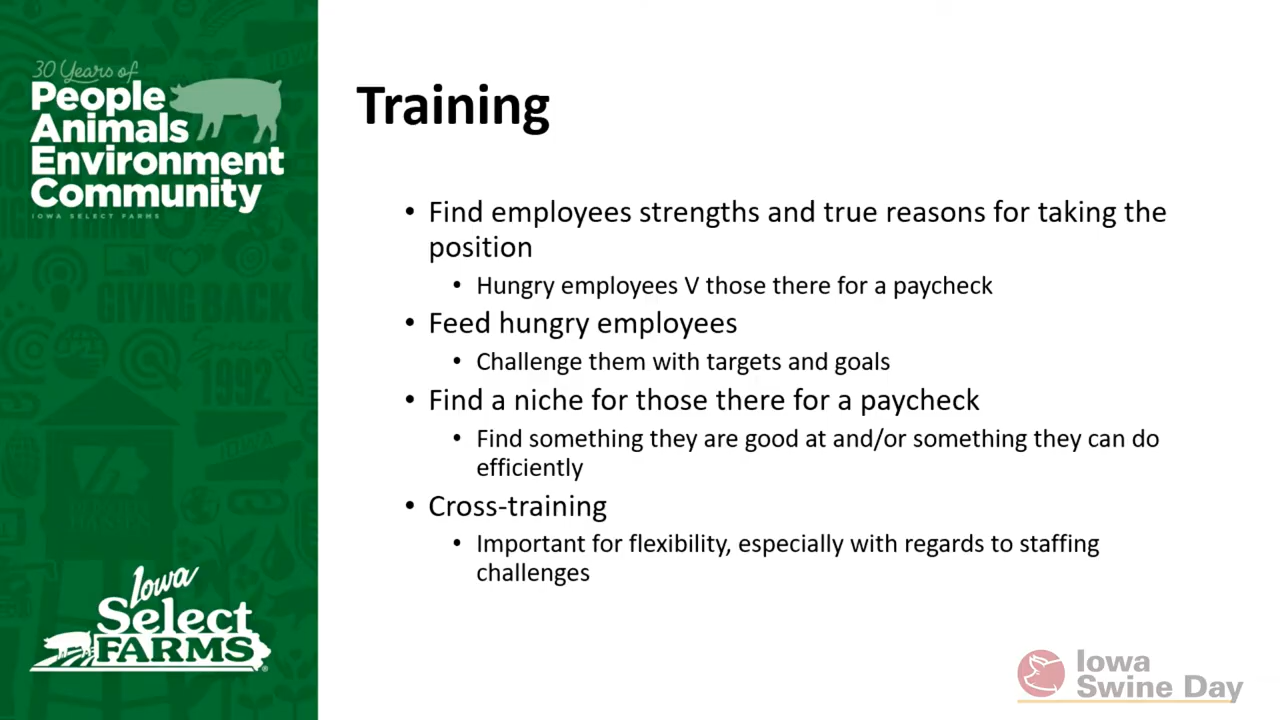 30 Years of
People
Animals
Environment
Community
IOWA SELECT FARMS
GIVING BACK
1992
Iowa
Select
FARMS®
Training
• Find employees strengths and true reasons for taking the
position
• Hungry employees V those there for a paycheck
• Feed hungry employees
• Challenge them with targets and goals
• Find a niche for those there for a paycheck
• Find something they are good at and/or something they can do
efficiently
• Cross-training
• Important for flexibility, especially with regards to staffing
challenges
Iowa
Swine Day